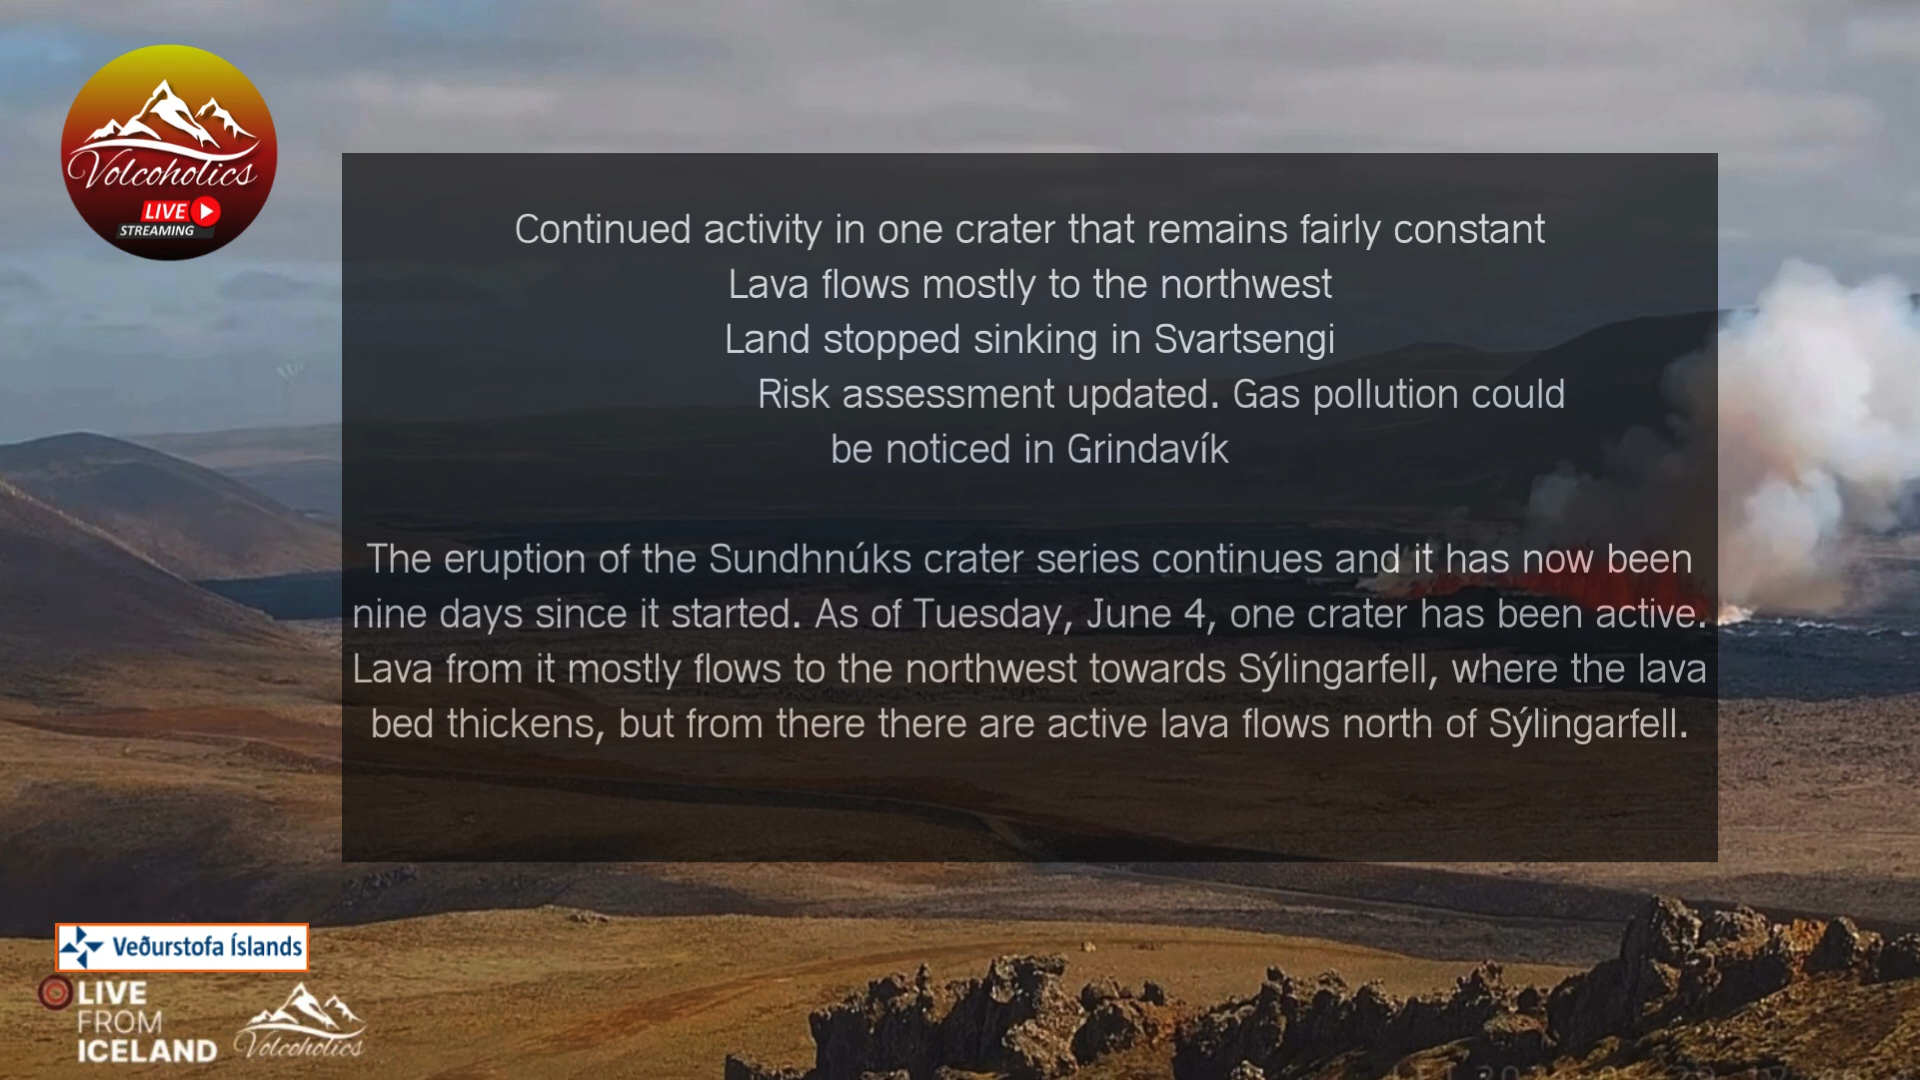 Volcoholics
LIVE
STREAMING
Continued activity in one crater that remains fairly constant
Lava flows mostly to the northwest
Land stopped sinking in Svartsengi
Risk assessment updated. Gas pollution could
be noticed in Grindavík
The eruption of the Sundhnúks crater series continues and it has now been
nine days since it started. As of Tuesday, June 4, one crater has been active.
Lava from it mostly flows to the northwest towards Sýlingarfell, where the lava
bed thickens, but from there there are active lava flows north of Sýlingarfell.
Veðurstofa Íslands
LIVE
FROM
ICELAND
Volcoholics